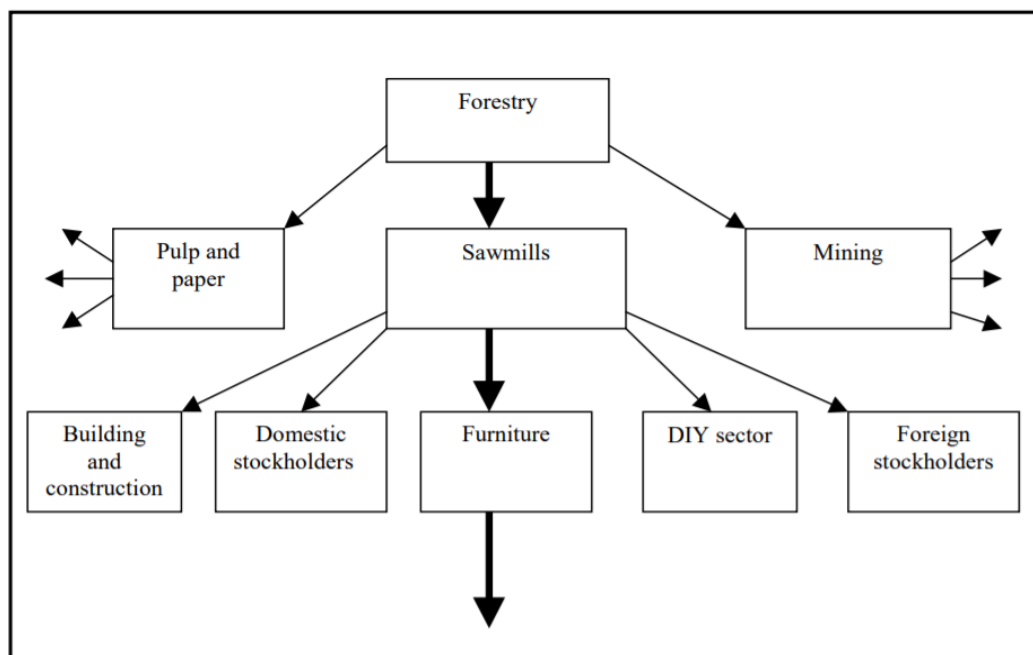 Forestry
Pulp and
paper
Sawmills
Mining
Building
and
construction
Domestic
stockholders
Furniture
DIY sector
Foreign
stockholders